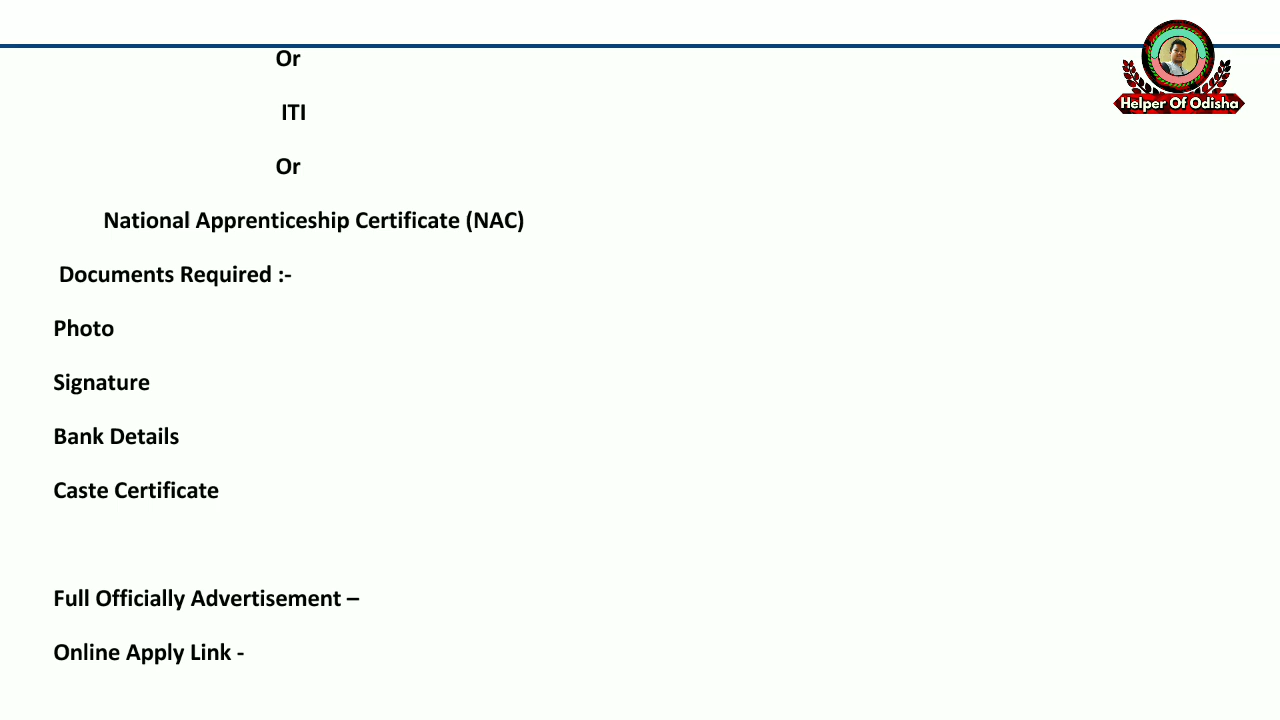 Or
Helper Of Odisha
ITI
Or
National Apprenticeship Certificate (NAC)
Documents Required :-
Photo
Signature
Bank Details
Caste Certificate
Full Officially Advertisement –
Online Apply Link -